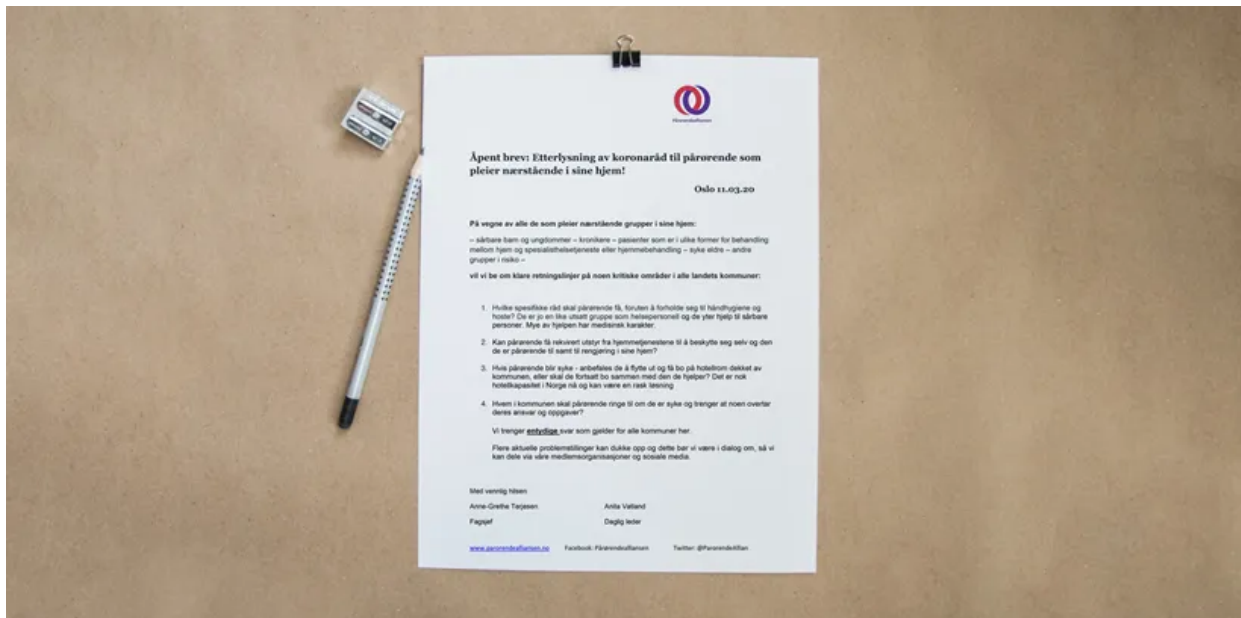 Pårørendealliansen
Åpent brev: Etterlysning av koronaråd til pårørende som
pleier nærstående i sine hjem!
Oslo 11.03.20
På vegne av alle de som pleier nærstående grupper i sine hjem:
– sårbare barn og ungdommer – kronikere – pasienter som er i ulike former for behandling
mellom hjem og spesialisthelsetjeneste eller hjemmebehandling – syke eldre – andre
grupper i risiko –
vil vi be om klare retningslinjer på noen kritiske områder i alle landets kommuner:
1. Hvilke spesifikke råd skal pårørende få, foruten å forholde seg til håndhygiene og
hoste? De er jo en like utsatt gruppe som helsepersonell og de yter hjelp til sårbare
personer. Mye av hjelpen har medisinsk karakter.
2. Kan pårørende få rekvirert utstyr fra hjemmetjenestene til å beskytte seg selv og den
de er pårørende til samt til rengjøring i sine hjem?
3. Hvis pårørende blir syke - anbefales de å flytte ut og få bo på hotellrom dekket av
kommunen, eller skal de fortsatt bo sammen med den de hjelper? Det er nok
hotellkapasitet i Norge nå og kan være en rask løsning
4. Hvem i kommunen skal pårørende ringe til om de er syke og trenger at noen overtar
deres ansvar og oppgaver?
Vi trenger entydige svar som gjelder for alle kommuner her.
Flere aktuelle problemstillinger kan dukke opp og dette bør vi være i dialog om, så vi
kan dele via våre medlemsorganisasjoner og sosiale media.
Med vennlig hilsen
Anne-Grethe Terjesen Anita Vatland
Fagsjef Daglig leder
www.parorendealliansen.no Facebook: Pårørendealliansen Twitter: @ParorendeAllian